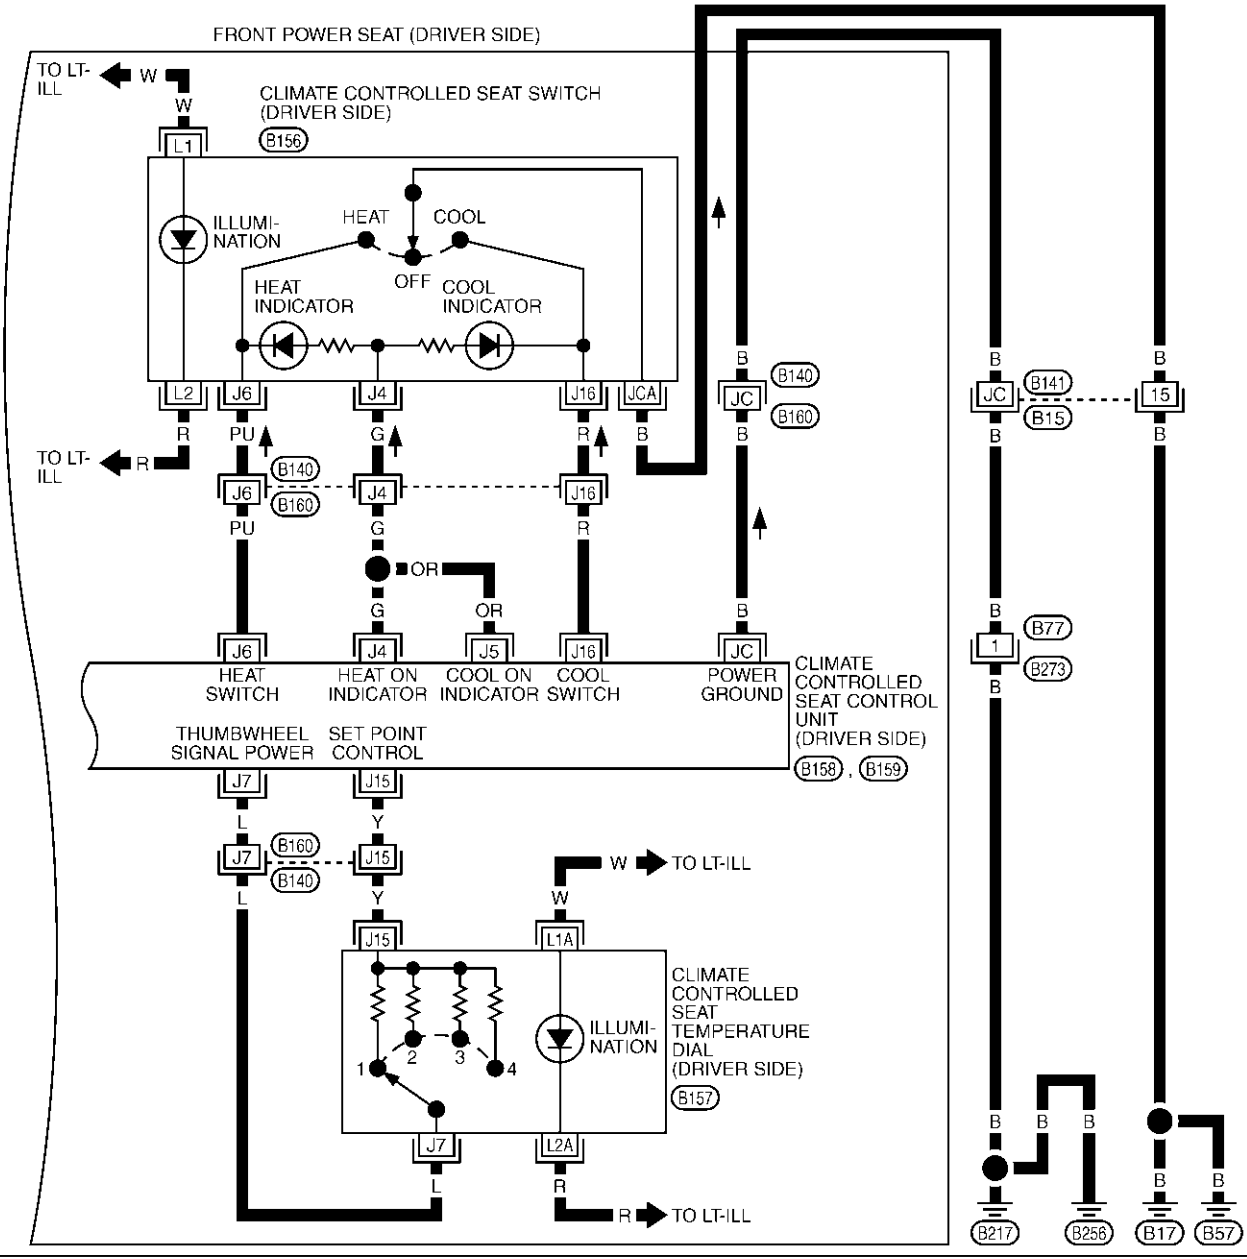 FRONT POWER SEAT (DRIVER SIDE)
TO LT-
ILL
W
W
CLIMATE CONTROLLED SEAT SWITCH
(DRIVER SIDE)
B156
L1
ILLUMI-
NATION
HEAT
COOL
OFF
HEAT
INDICATOR
COOL
INDICATOR
L2
J6
J4
J16
JCA
B
JC
B140
B160
B
B
JC
B141
B15
B
B
15
B
R
PU
G
R
B
TO LT-
ILL
R
J6
B140
B160
J4
J16
PU
G
R
OR
G
OR
B
B
J6
J4
J5
J16
JC
1
B77
B273
B
HEAT
SWITCH
HEAT ON
INDICATOR
COOL ON
INDICATOR
COOL
SWITCH
POWER
GROUND
CLIMATE
CONTROLLED
SEAT CONTROL
UNIT
(DRIVER SIDE)
B158 , B159
THUMBWHEEL
SIGNAL POWER
SET POINT
CONTROL
J7
J15
L
Y
J7
B160
B140
J15
L
Y
W
TO LT-ILL
W
J15
L1A
CLIMATE
CONTROLLED
SEAT
TEMPERATURE
DIAL
(DRIVER SIDE)
B157
ILLUMI-
NATION
1
2
3
4
J7
L2A
L
R
R
TO LT-ILL
B
B
B
B
B
B217
B256
B17
B57